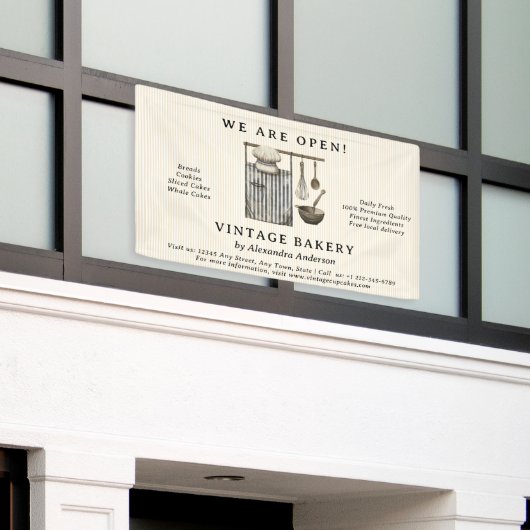 WE ARE OPEN!
Breads
Cookies
Sliced Cakes
Whole Cakes
Daily Fresh
100% Premium Quality
Finest Ingredients
Free local delivery
VINTAGE BAKERY
by Alexandra Anderson
Visit us: 12345 Any Street, Any Town, State | Call us: +1 212-345-6789
For more information, visit www.vintagecupcakes.com